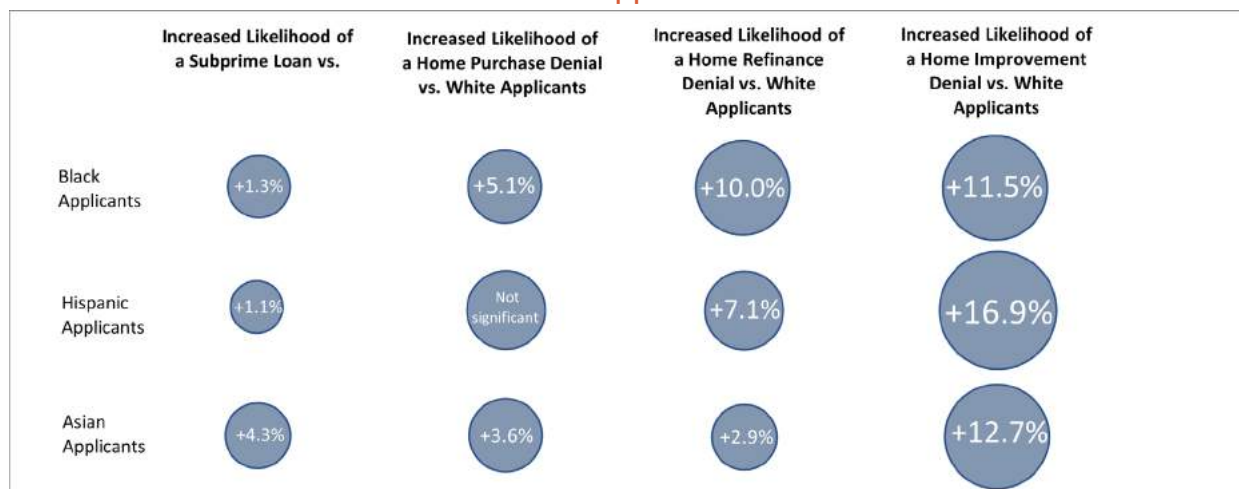 Increased Likelihood of
a Subprime Loan vs.
Increased Likelihood of
a Home Purchase Denial
vs. White Applicants
Increased Likelihood of
a Home Refinance
Denial vs. White
Applicants
Increased Likelihood of
a Home Improvement
Denial vs. White
Applicants
Black
Applicants
+1.3%
+5.1%
+10.0%
+11.5%
Hispanic
Applicants
+1.1%
Not
significant
+7.1%
+16.9%
Asian
Applicants
+4.3%
+3.6%
+2.9%
+12.7%